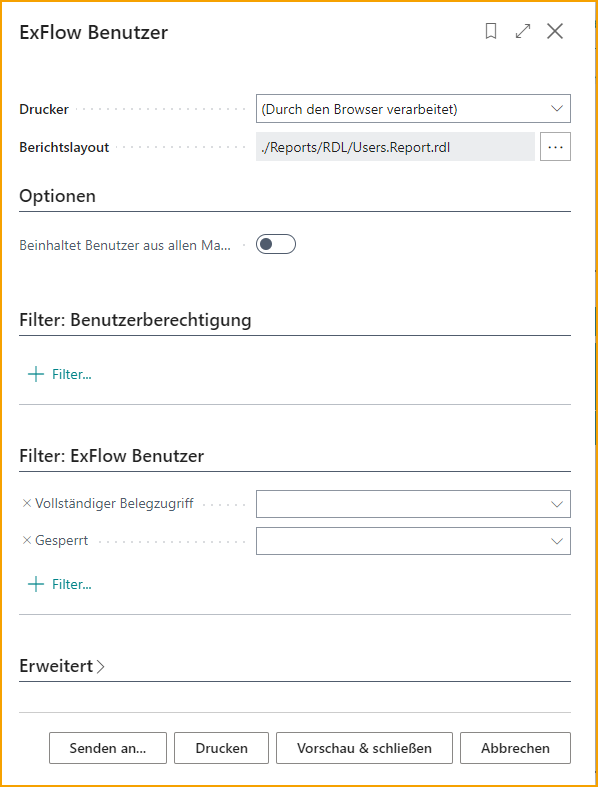 ExFlow Benutzer
Drucker (Durch den Browser verarbeitet)
Berichtslayout ./Reports/RDL/Users.Report.rdl ...
Optionen
Beinhaltet Benutzer aus allen Ma...
Filter: Benutzerberechtigung
Filter...
Filter: ExFlow Benutzer
Vollständiger Belegzugriff
Gesperrt
Filter...
Erweitert
Senden an... Drucken Vorschau & schließen Abbrechen